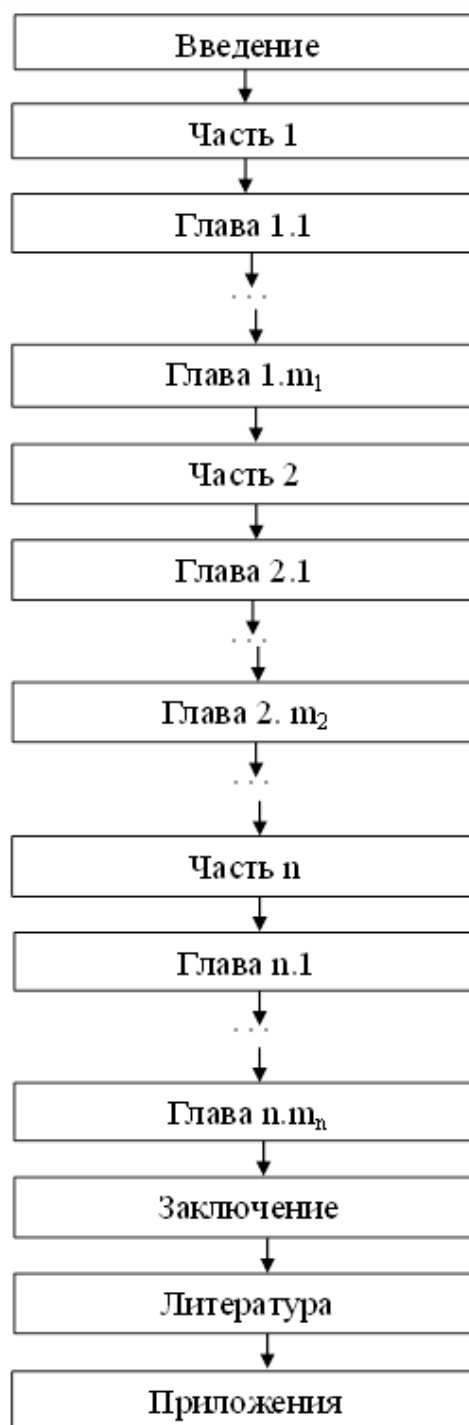 Введение
Часть 1
Глава 1.1
. . .
Глава 1.m₁
Часть 2
Глава 2.1
. . .
Глава 2. m₂
. . .
Часть n
Глава n.1
. . .
Глава n.mₙ
Заключение
Литература
Приложения